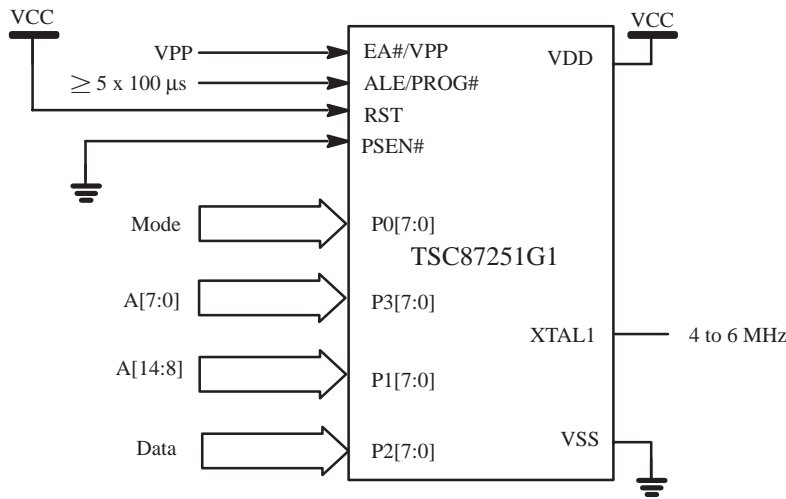 VCC
VCC
VPP
EA#/VPP
VDD
≥ 5 x 100 μs
ALE/PROG#
RST
PSEN#
Mode
P0[7:0]
TSC87251G1
A[7:0]
P3[7:0]
XTAL1
4 to 6 MHz
A[14:8]
P1[7:0]
Data
P2[7:0]
VSS